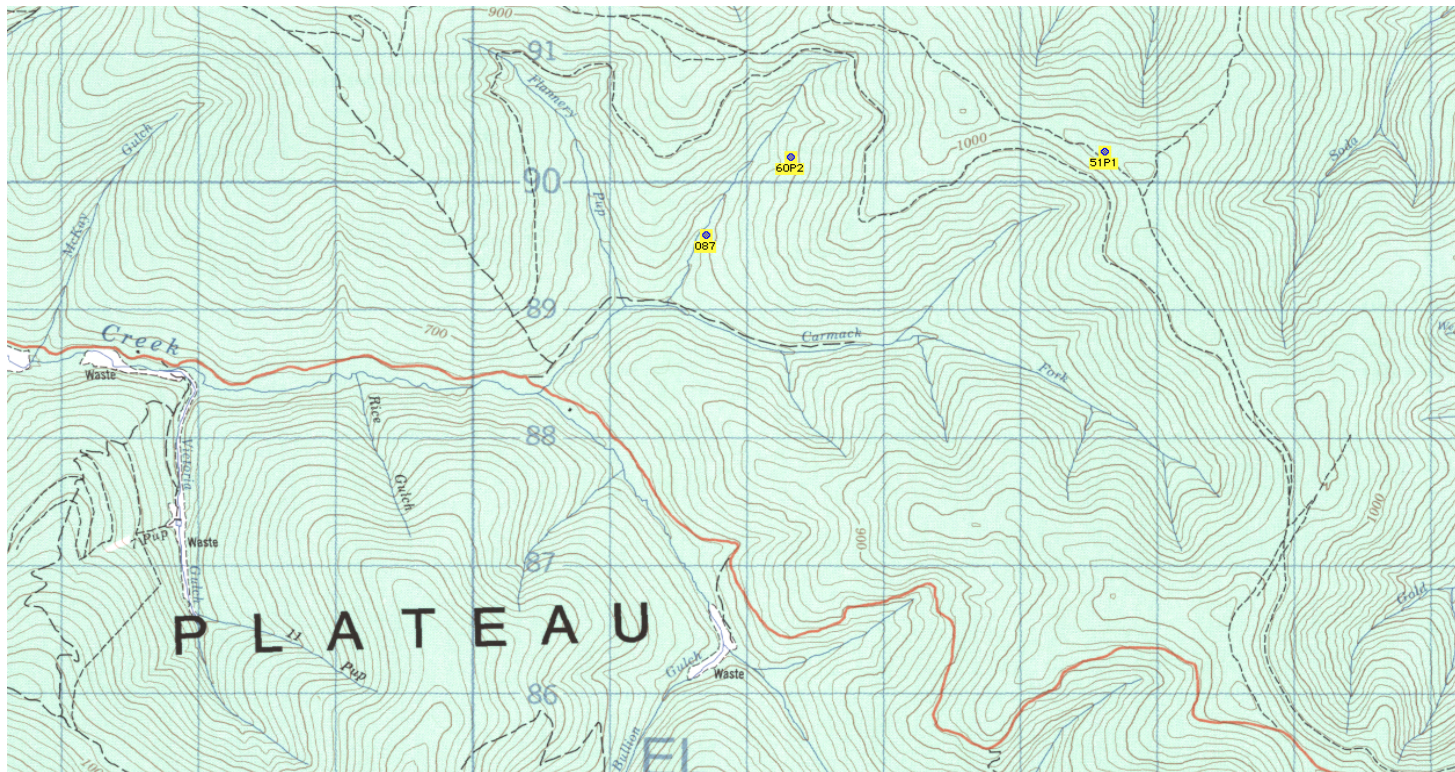 900
91
Flannery
Gulch
1000
Soda
51P1
60P2
90
Pup
McKay
087
89
Creek
700
Carmack
Waste
Fork
Rice
88
Victoria
Gulch
1000
Pup
Waste
900
87
Gulch
Gold
PLATEAU
11
Pup
Gulch
Waste
86
Bullion
100